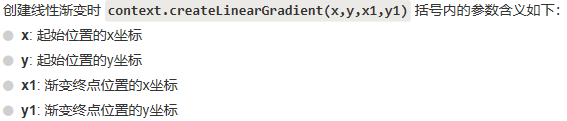 创建线性渐变时 context.createLinearGradient(x,y,x1,y1) 括号内的参数含义如下：
x: 起始位置的x坐标
y: 起始位置的y坐标
x1: 渐变终点位置的x坐标
y1: 渐变终点位置的y坐标